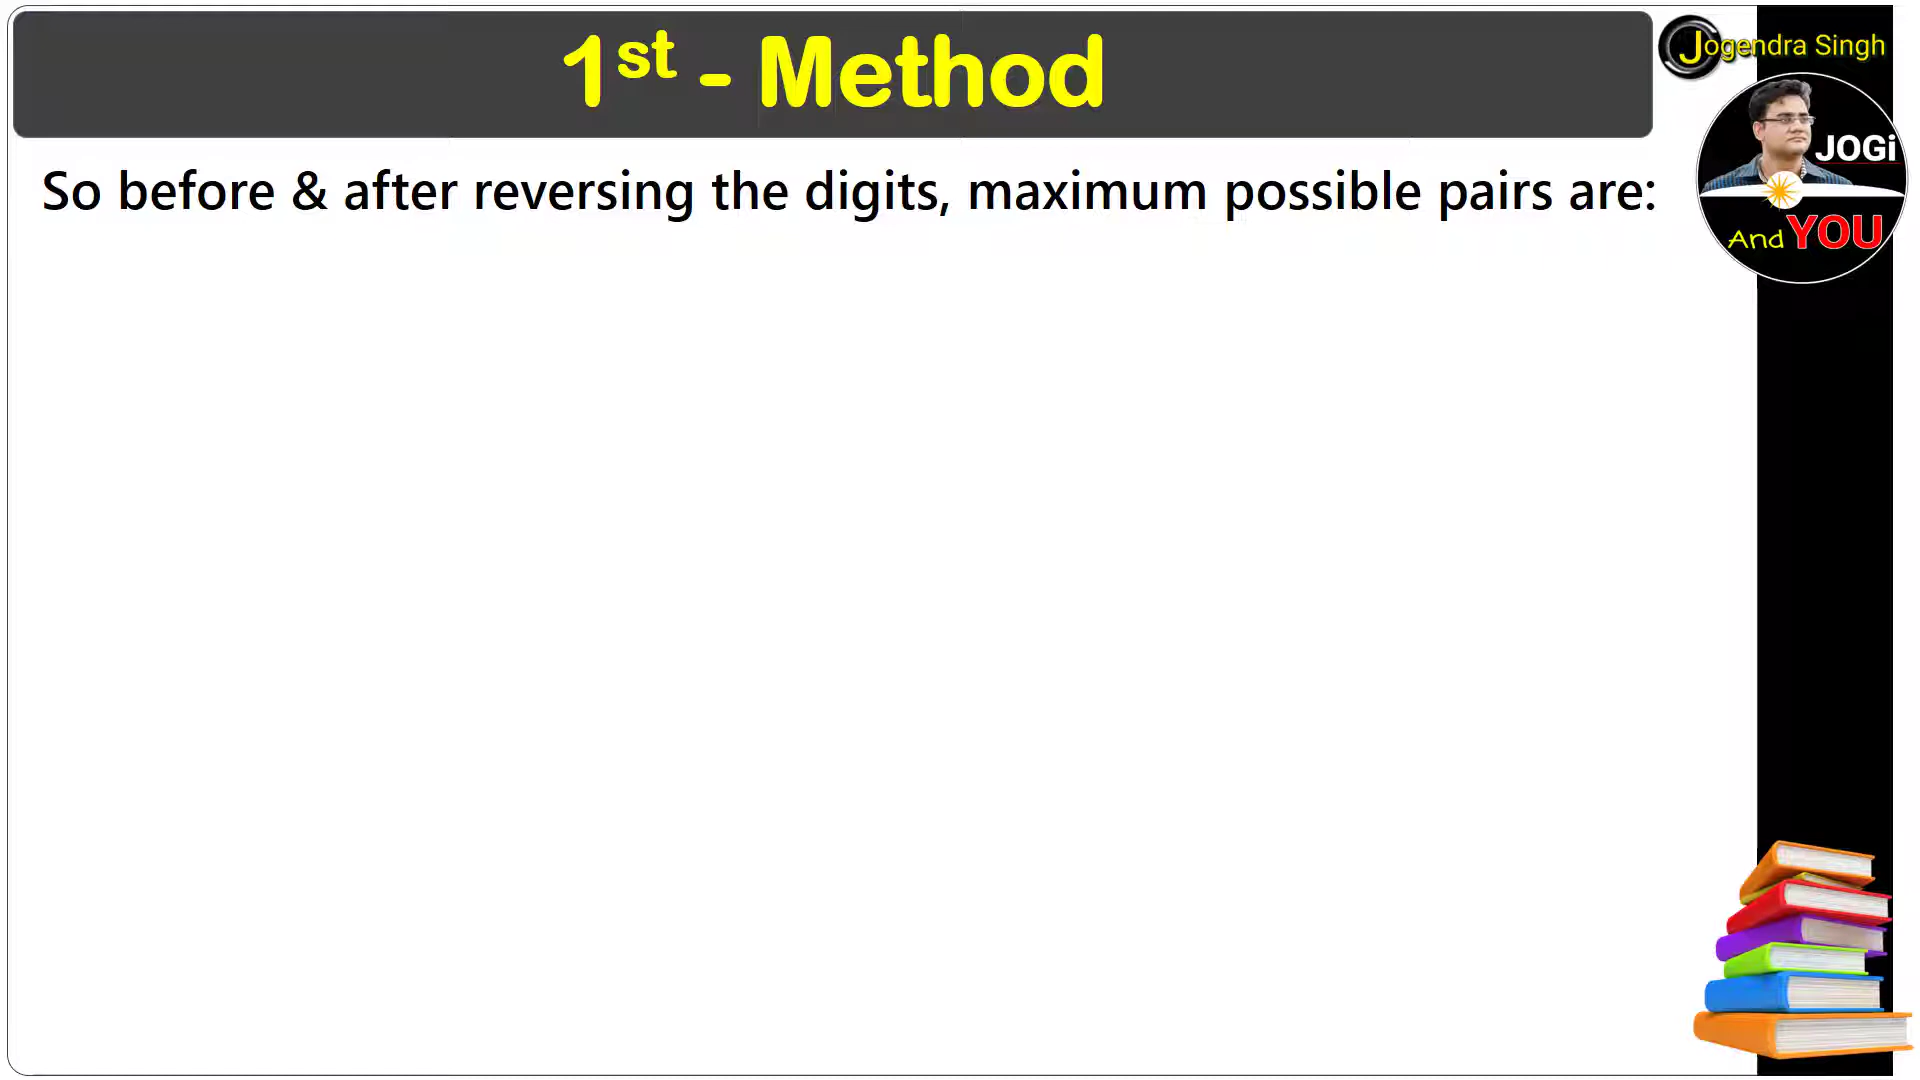 1st - Method
Jogendra Singh
So before & after reversing the digits, maximum possible pairs are:
JOGi
And YOU